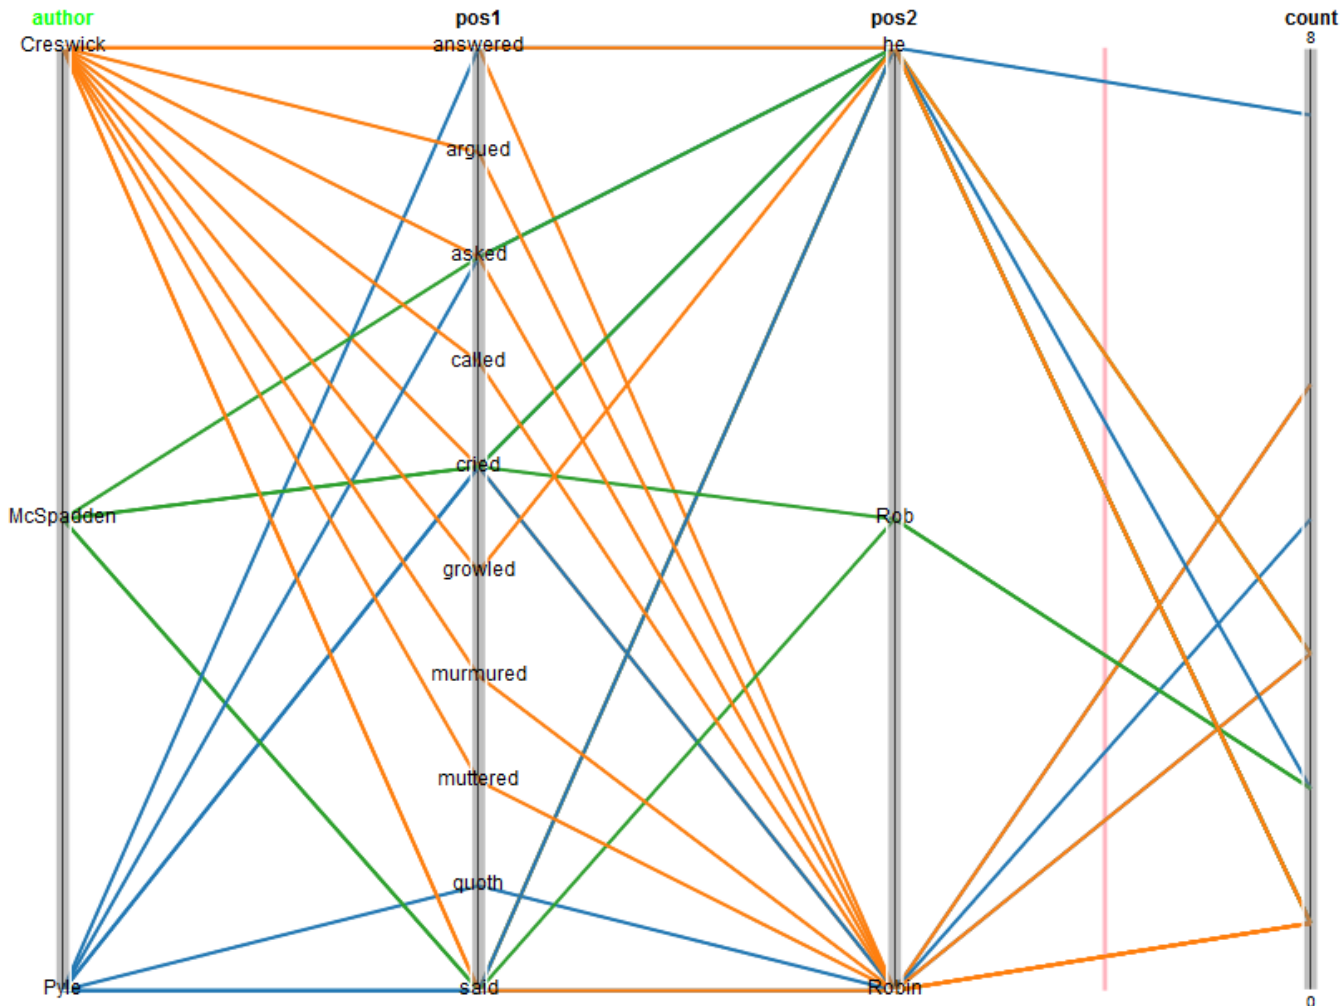 author pos1 pos2 count
Creswick answered he 8
argued
asked
called
cried
McSpadden Rob
growled
murmured
muttered
quoth
Pyle said Robin
0